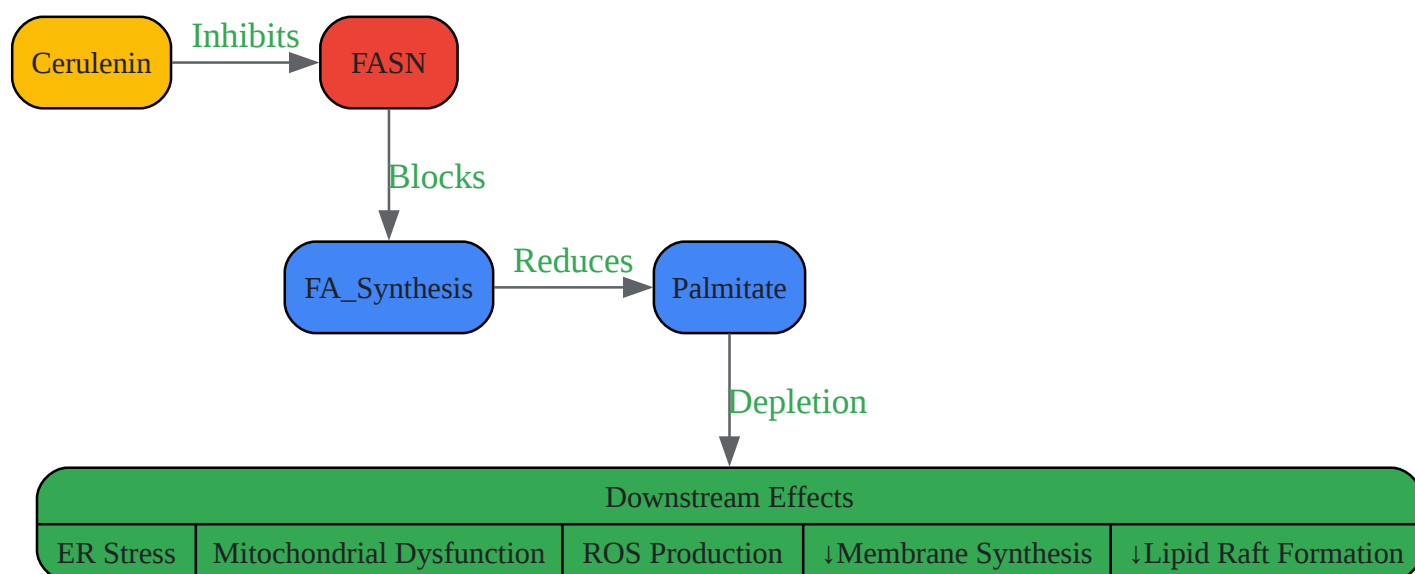 Cerulenin
Inhibits
FASN
Blocks
FA_Synthesis
Reduces
Palmitate
Depletion
Downstream Effects
ER Stress
Mitochondrial Dysfunction
ROS Production
↓Membrane Synthesis
↓Lipid Raft Formation